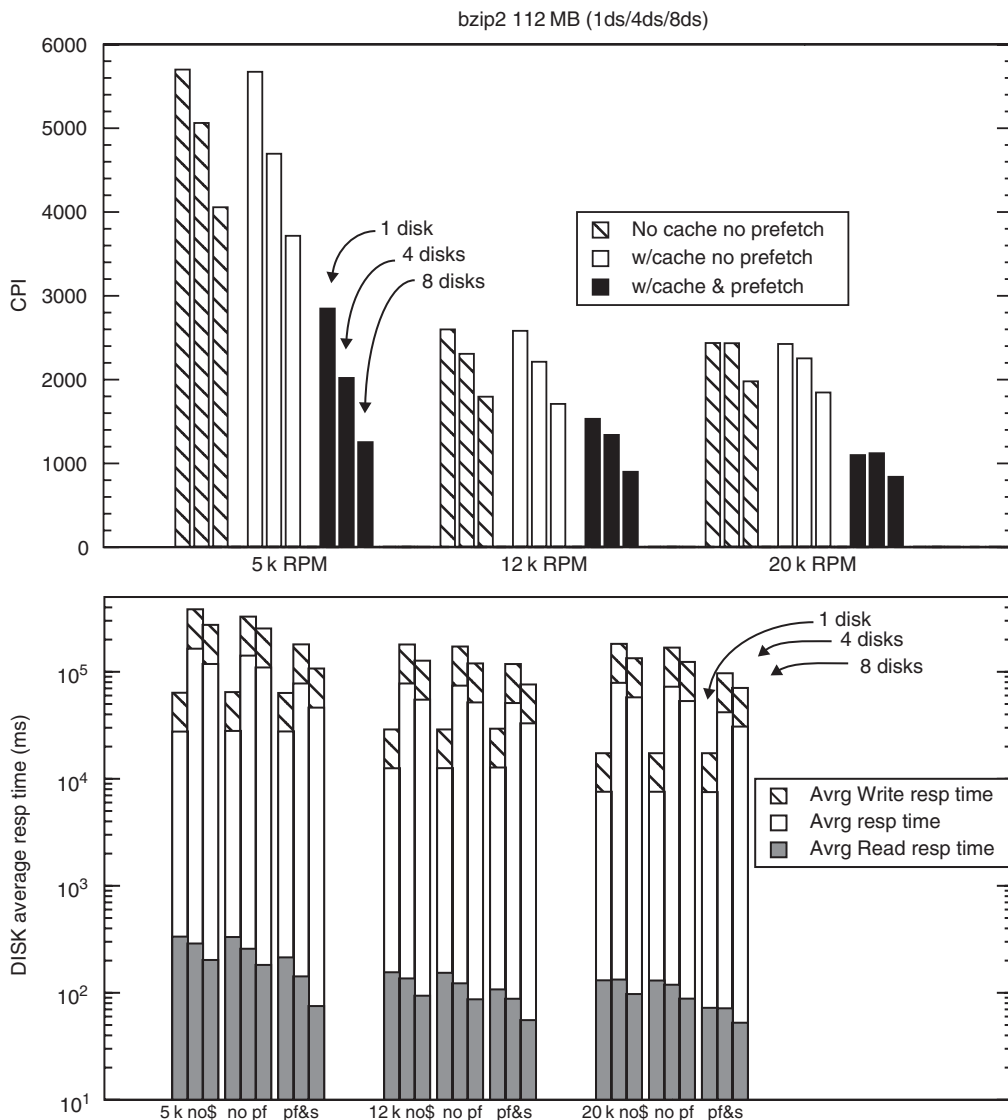 bzip2 112 MB (1ds/4ds/8ds)
6000
5000
4000
3000
2000
1000
0
CPI
1 disk
4 disks
8 disks
No cache no prefetch
w/cache no prefetch
w/cache & prefetch
5 k RPM 12 k RPM 20 k RPM
DISK average resp time (ms)
10^5
10^4
10^3
10^2
10^1
1 disk
4 disks
8 disks
Avrg Write resp time
Avrg resp time
Avrg Read resp time
5 k no$ no pf pf&s 12 k no$ no pf pf&s 20 k no$ no pf pf&s